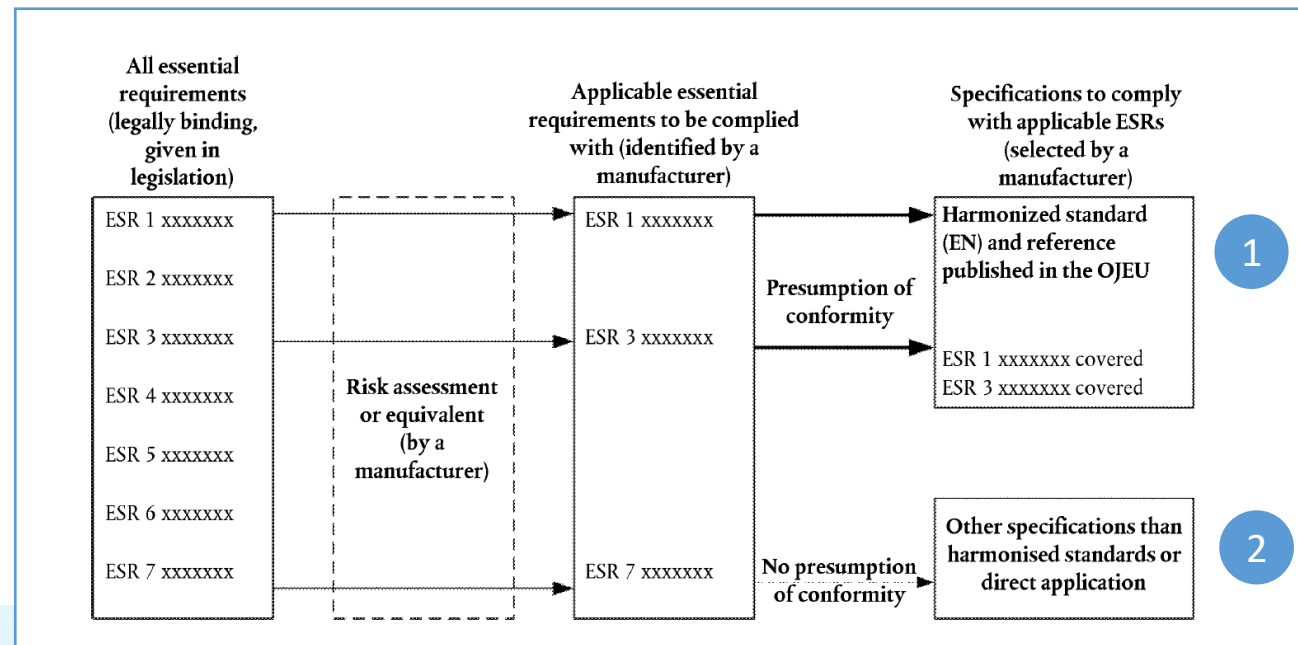 All essential
requirements
(legally binding,
given in
legislation)
Applicable essential
requirements to be complied
with (identified by a
manufacturer)
Specifications to comply
with applicable ESRs
(selected by a
manufacturer)
ESR 1 xxxxxxx
ESR 2 xxxxxxx
ESR 3 xxxxxxx
ESR 4 xxxxxxx
ESR 5 xxxxxxx
ESR 6 xxxxxxx
ESR 7 xxxxxxx
Risk assessment
or equivalent
(by a
manufacturer)
ESR 1 xxxxxxx
ESR 3 xxxxxxx
ESR 7 xxxxxxx
Presumption of
conformity
No presumption
of conformity
Harmonized standard
(EN) and reference
published in the OJEU
ESR 1 xxxxxxx covered
ESR 3 xxxxxxx covered
1
Other specifications than
harmonised standards or
direct application
2